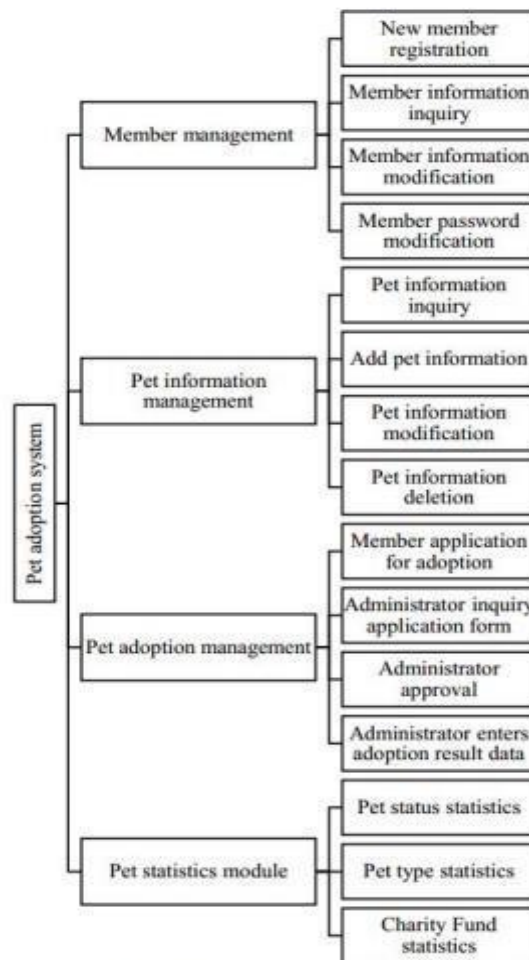 Pet adoption system
Member management
New member
registration
Member information
inquiry
Member information
modification
Member password
modification
Pet information
management
Pet information
inquiry
Add pet information
Pet information
modification
Pet information
deletion
Pet adoption management
Member application
for adoption
Administrator inquiry
application form
Administrator
approval
Administrator enters
adoption result data
Pet statistics module
Pet status statistics
Pet type statistics
Charity Fund
statistics